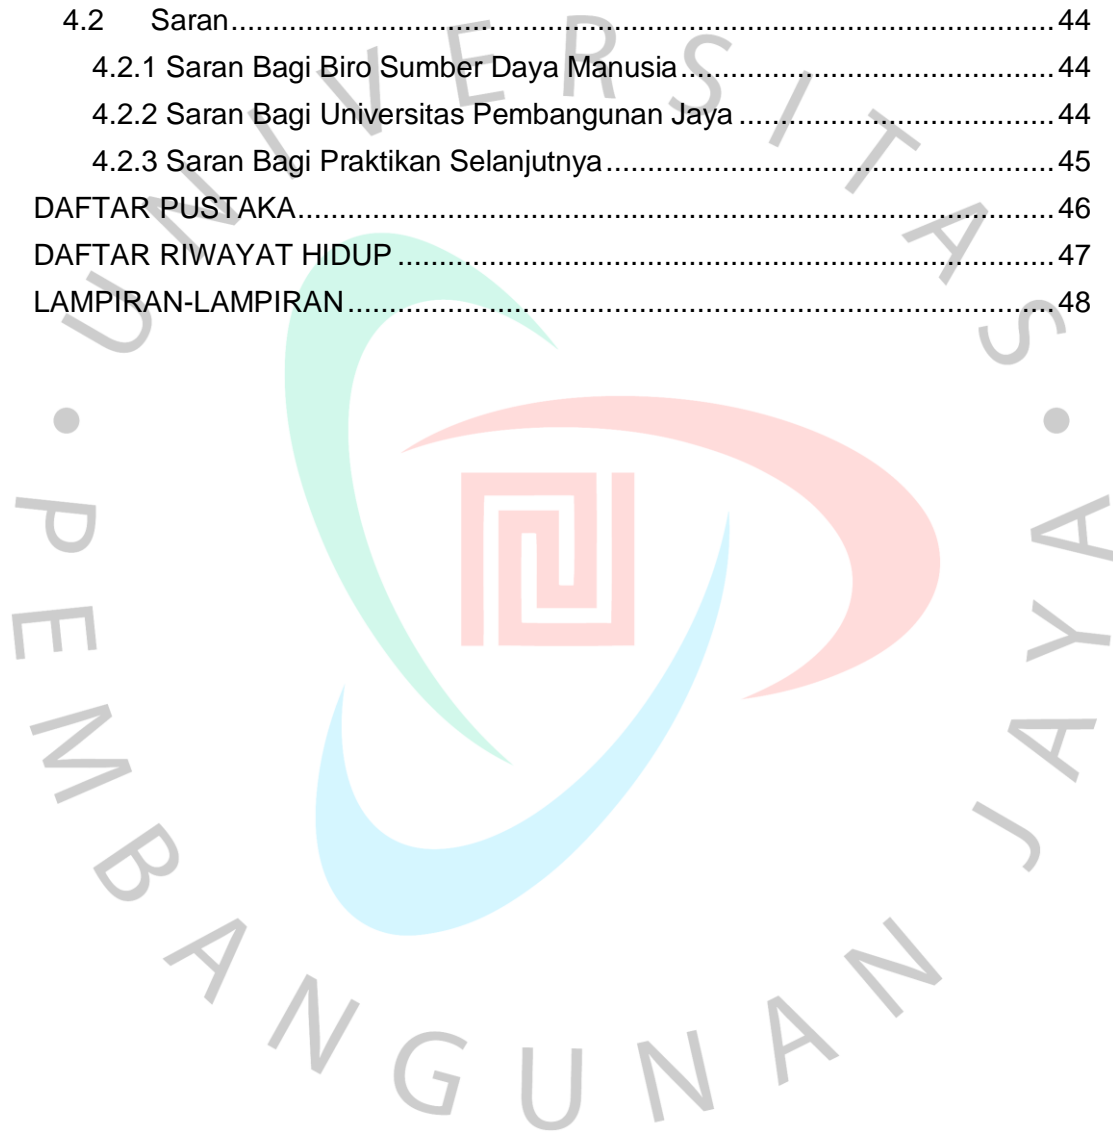 4.2 Saran........................................................................................................ 44
4.2.1 Saran Bagi Biro Sumber Daya Manusia............................................. 44
4.2.2 Saran Bagi Universitas Pembangunan Jaya...................................... 44
4.2.3 Saran Bagi Praktikan Selanjutnya...................................................... 45
DAFTAR PUSTAKA........................................................................................... 46
DAFTAR RIWAYAT HIDUP............................................................................... 47
LAMPIRAN-LAMPIRAN..................................................................................... 48
UNIVERSITAS • PEMBANGUNAN JAYA •